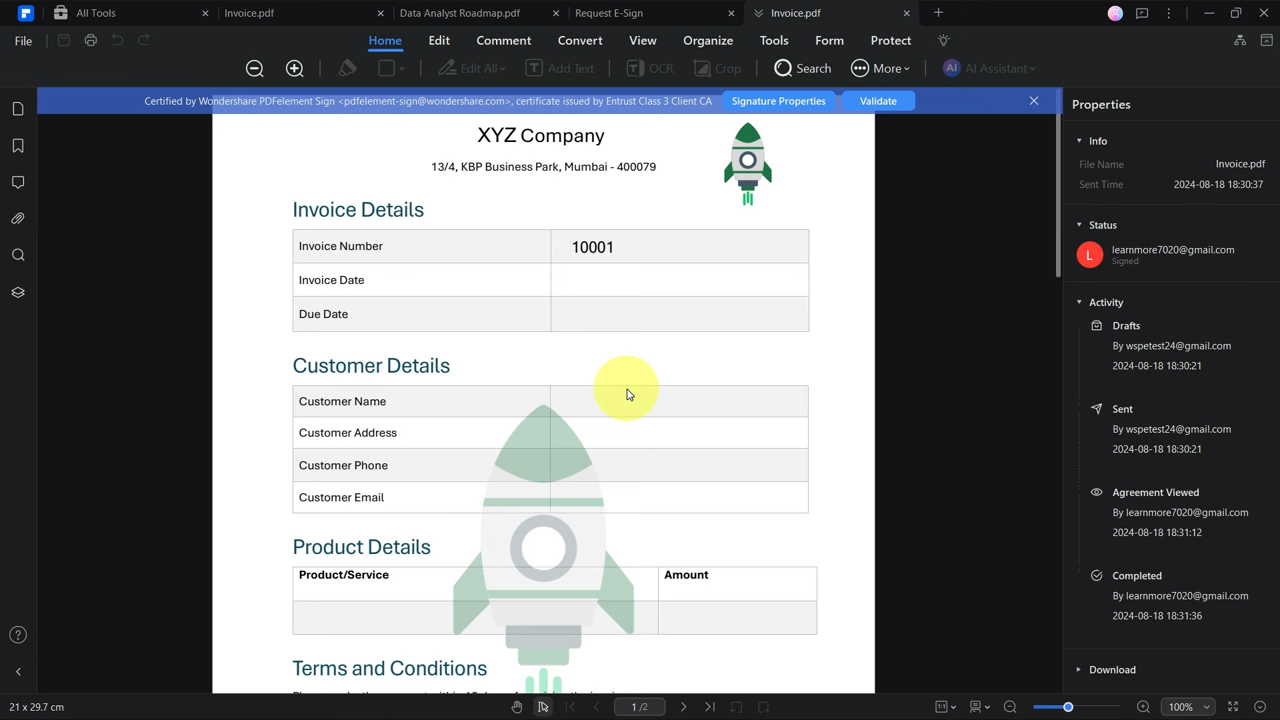 All Tools
Invoice.pdf
Data Analyst Roadmap.pdf
Request E-Sign
Invoice.pdf
File
Home
Edit
Comment
Convert
View
Organize
Tools
Form
Protect
Edit All
Add Text
OCR
Crop
Search
More
AI
AI Assistant
Certified by Wondershare PDFelement Sign <pdfelement-sign@wondershare.com>, certificate issued by Entrust Class 3 Client CA
Signature Properties
Validate
XYZ Company
13/4, KBP Business Park, Mumbai - 400079
Invoice Details
Invoice Number 10001
Invoice Date
Due Date
Customer Details
Customer Name
Customer Address
Customer Phone
Customer Email
Product Details
Product/Service Amount
Terms and Conditions
Properties
Info
File Name Invoice.pdf
Sent Time 2024-08-18 18:30:37
Status
L
learnmore7020@gmail.com
Signed
Activity
Drafts
By wspetest24@gmail.com
2024-08-18 18:30:21
Sent
By wspetest24@gmail.com
2024-08-18 18:30:21
Agreement Viewed
By learnmore7020@gmail.com
2024-08-18 18:31:12
Completed
By learnmore7020@gmail.com
2024-08-18 18:31:36
Download
21 x 29.7 cm
1 /2
100%